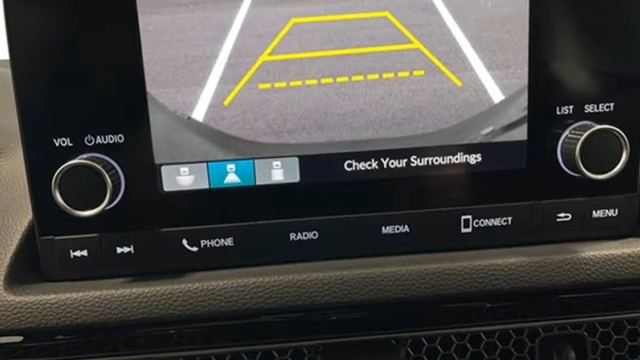 VOL AUDIO
LIST SELECT
Check Your Surroundings
PHONE
RADIO
MEDIA
CONNECT
MENU